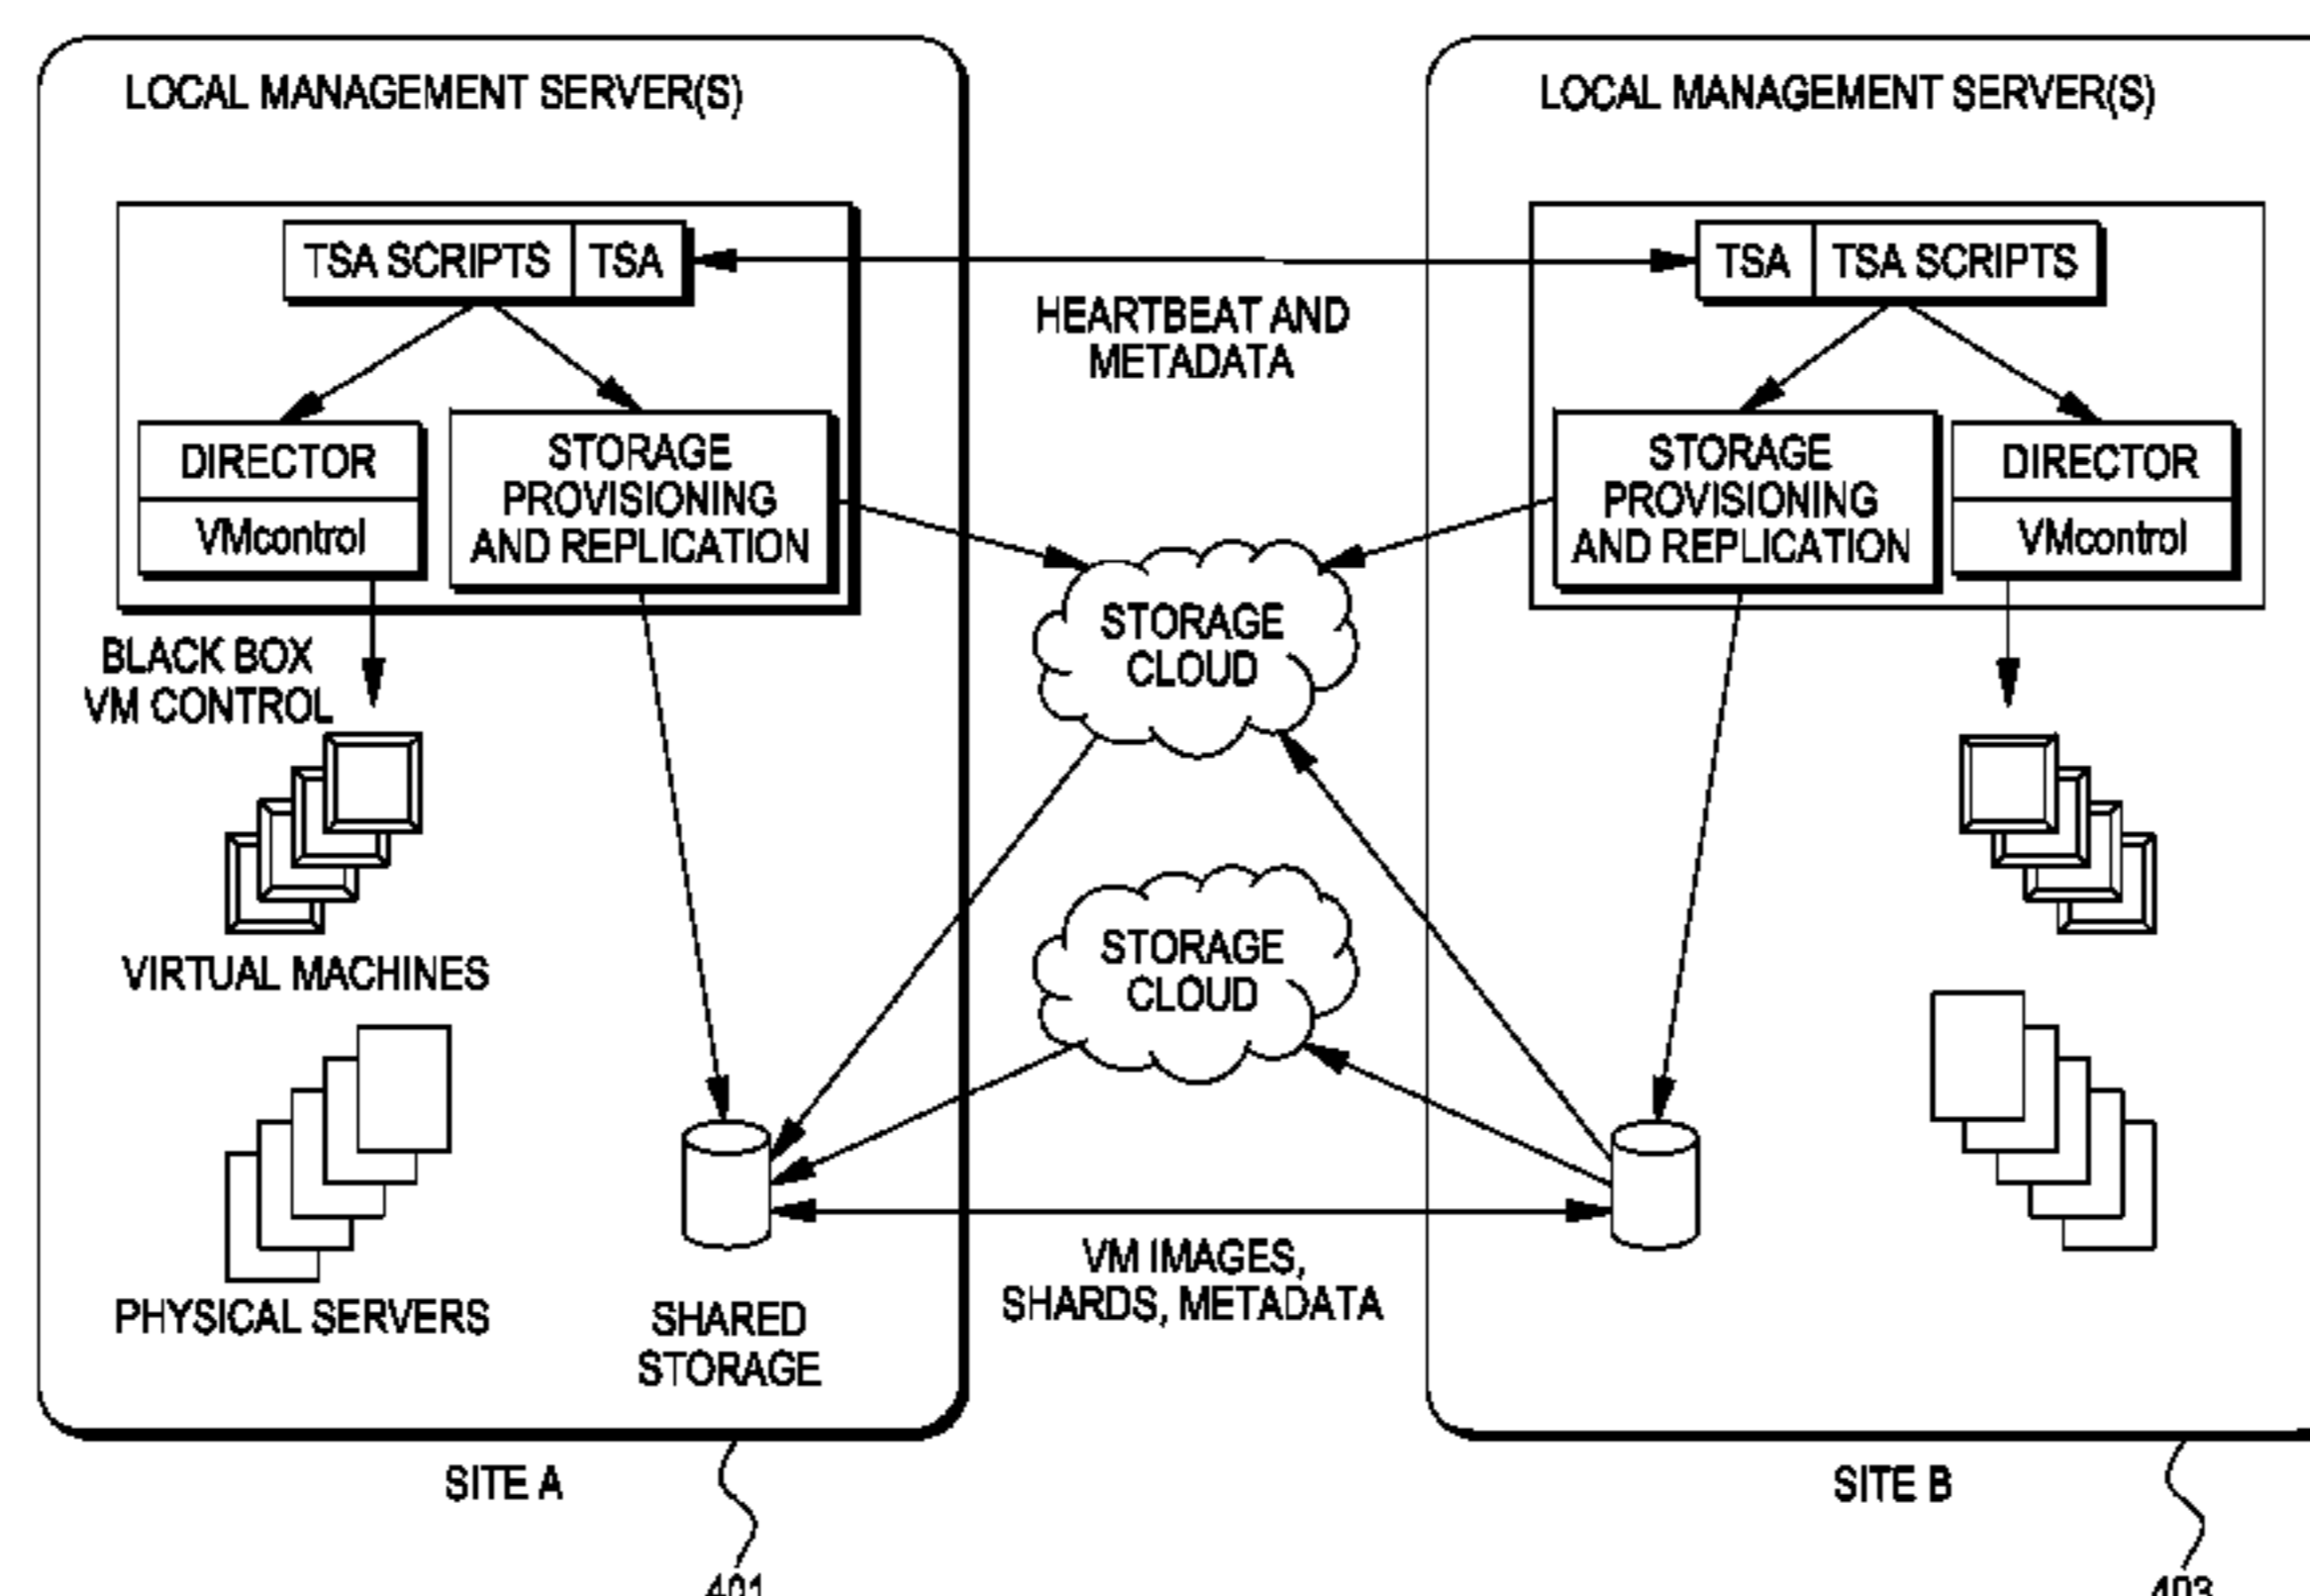 LOCAL MANAGEMENT SERVER(S)
TSA SCRIPTS TSA
DIRECTOR
VMcontrol
STORAGE
PROVISIONING
AND REPLICATION
BLACK BOX
VM CONTROL
VIRTUAL MACHINES
PHYSICAL SERVERS
SHARED
STORAGE
SITE A
401
HEARTBEAT AND
METADATA
STORAGE
CLOUD
STORAGE
CLOUD
VM IMAGES,
SHARDS, METADATA
LOCAL MANAGEMENT SERVER(S)
TSA TSA SCRIPTS
STORAGE
PROVISIONING
AND REPLICATION
DIRECTOR
VMcontrol
SITE B
403